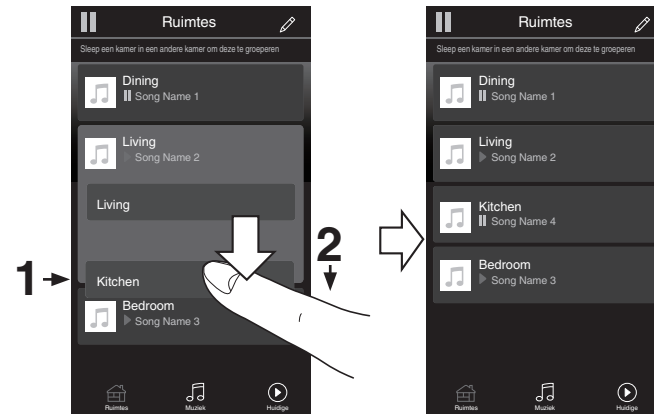 Ruimtes
Sleep een kamer in een andere kamer om deze te groeperen
Dining
Song Name 1
Living
Song Name 2
Living
Kitchen
Bedroom
Song Name 3
Ruimtes
Muziek
Huidige
1
2
Ruimtes
Sleep een kamer in een andere kamer om deze te groeperen
Dining
Song Name 1
Living
Song Name 2
Kitchen
Song Name 4
Bedroom
Song Name 3
Ruimtes
Muziek
Huidige